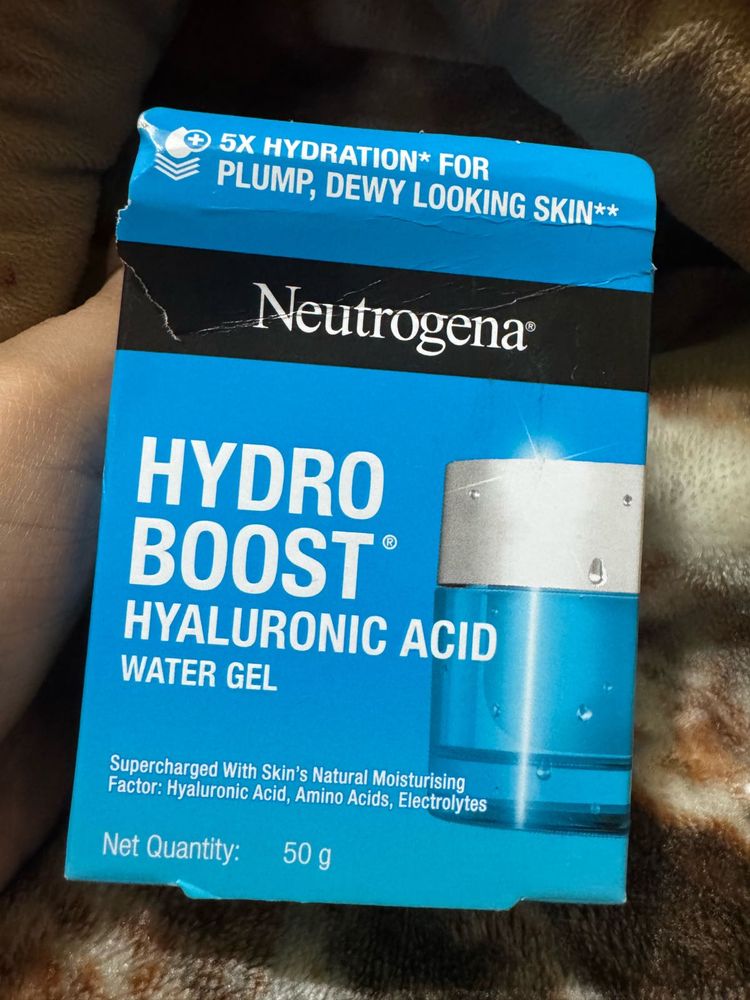 5X HYDRATION* FOR
PLUMP, DEWY LOOKING SKIN**
Neutrogena®
HYDRO
BOOST®
HYALURONIC ACID
WATER GEL
Supercharged With Skin's Natural Moisturising
Factor: Hyaluronic Acid, Amino Acids, Electrolytes
Net Quantity: 50 g